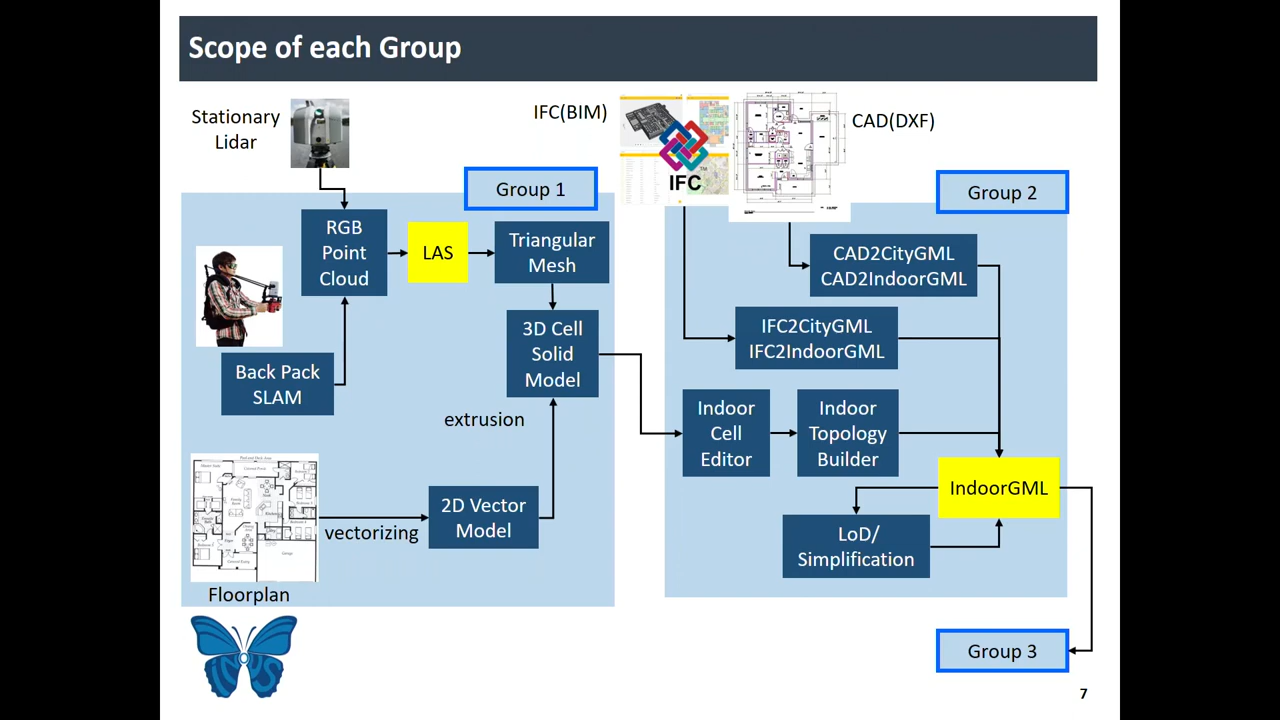 Scope of each Group
Stationary
Lidar
IFC(BIM)
IFC
TM
CAD(DXF)
Group 1
Group 2
RGB
Point
Cloud
LAS
Triangular
Mesh
CAD2CityGML
CAD2IndoorGML
3D Cell
Solid
Model
IFC2CityGML
IFC2IndoorGML
Back Pack
SLAM
extrusion
Indoor
Cell
Editor
Indoor
Topology
Builder
2D Vector
Model
vectorizing
IndoorGML
LoD/
Simplification
Floorplan
Group 3
7